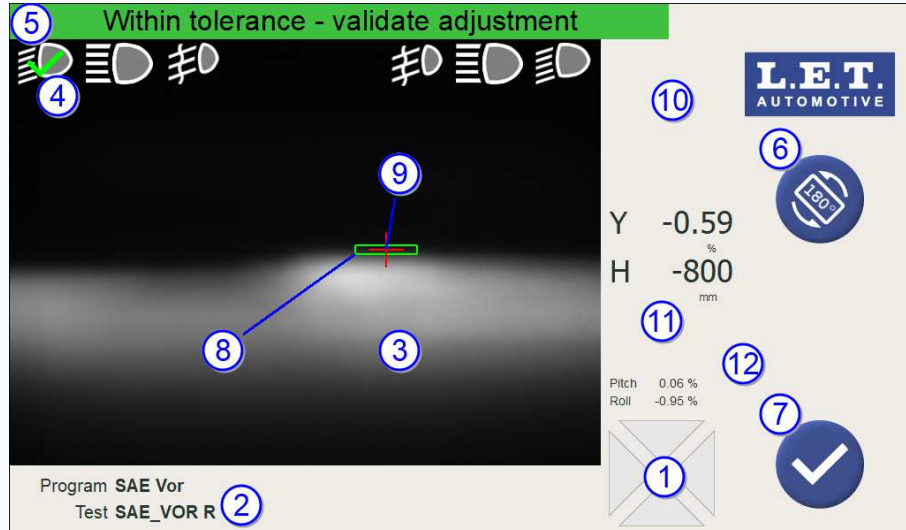 5 Within tolerance - validate adjustment
4
10
L.E.T.
AUTOMOTIVE
6
180°
9
Y -0.59
%
H -800
mm
8
3
11
12
Pitch 0.06 %
Roll -0.95 %
7
1
Program SAE Vor
Test SAE_VOR R 2